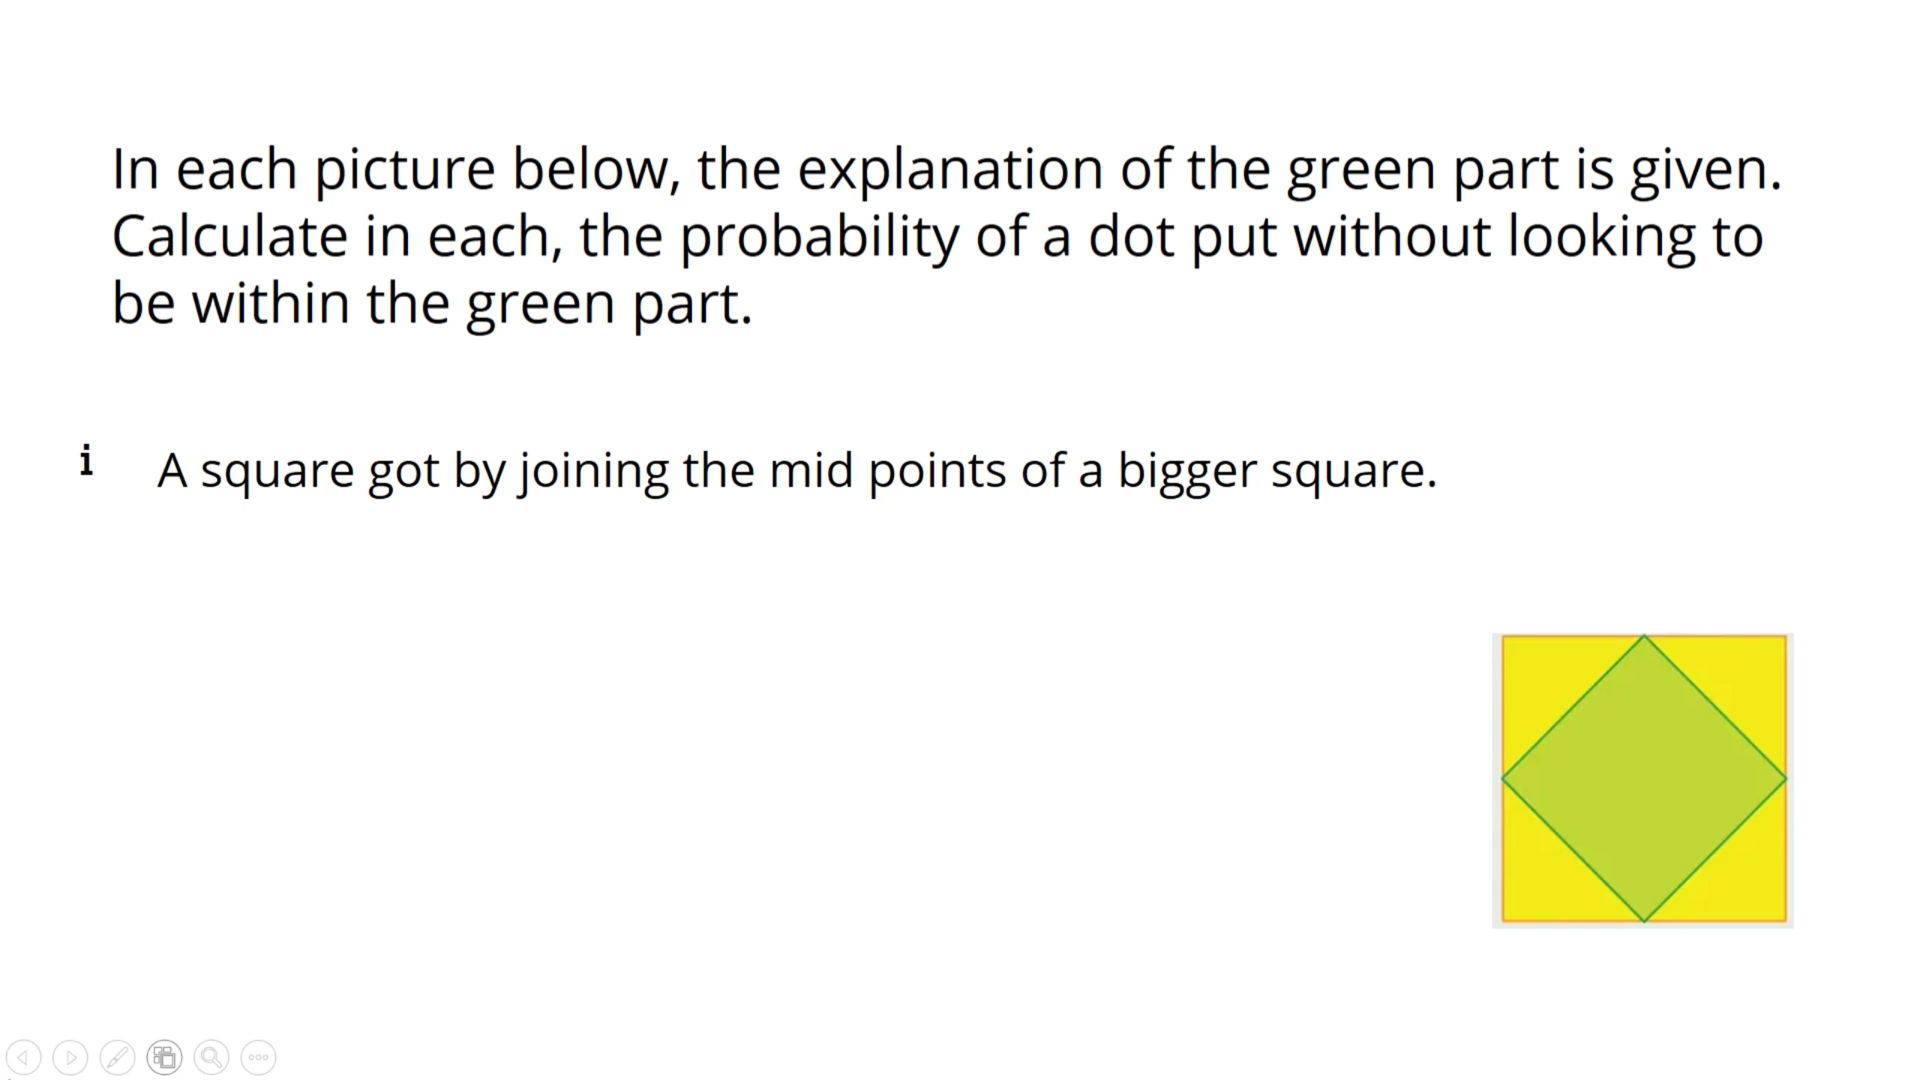 In each picture below, the explanation of the green part is given.
Calculate in each, the probability of a dot put without looking to
be within the green part.
i A square got by joining the mid points of a bigger square.